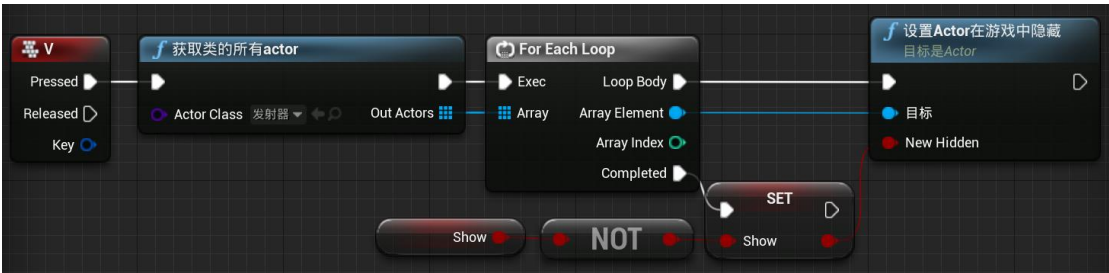 V
Pressed
Released
Key
获取类的所有actor
Actor Class 发射器
Out Actors
For Each Loop
Exec
Loop Body
Array
Array Element
Array Index
Completed
设置Actor在游戏中隐藏
目标是Actor
目标
New Hidden
Show
NOT
SET
Show